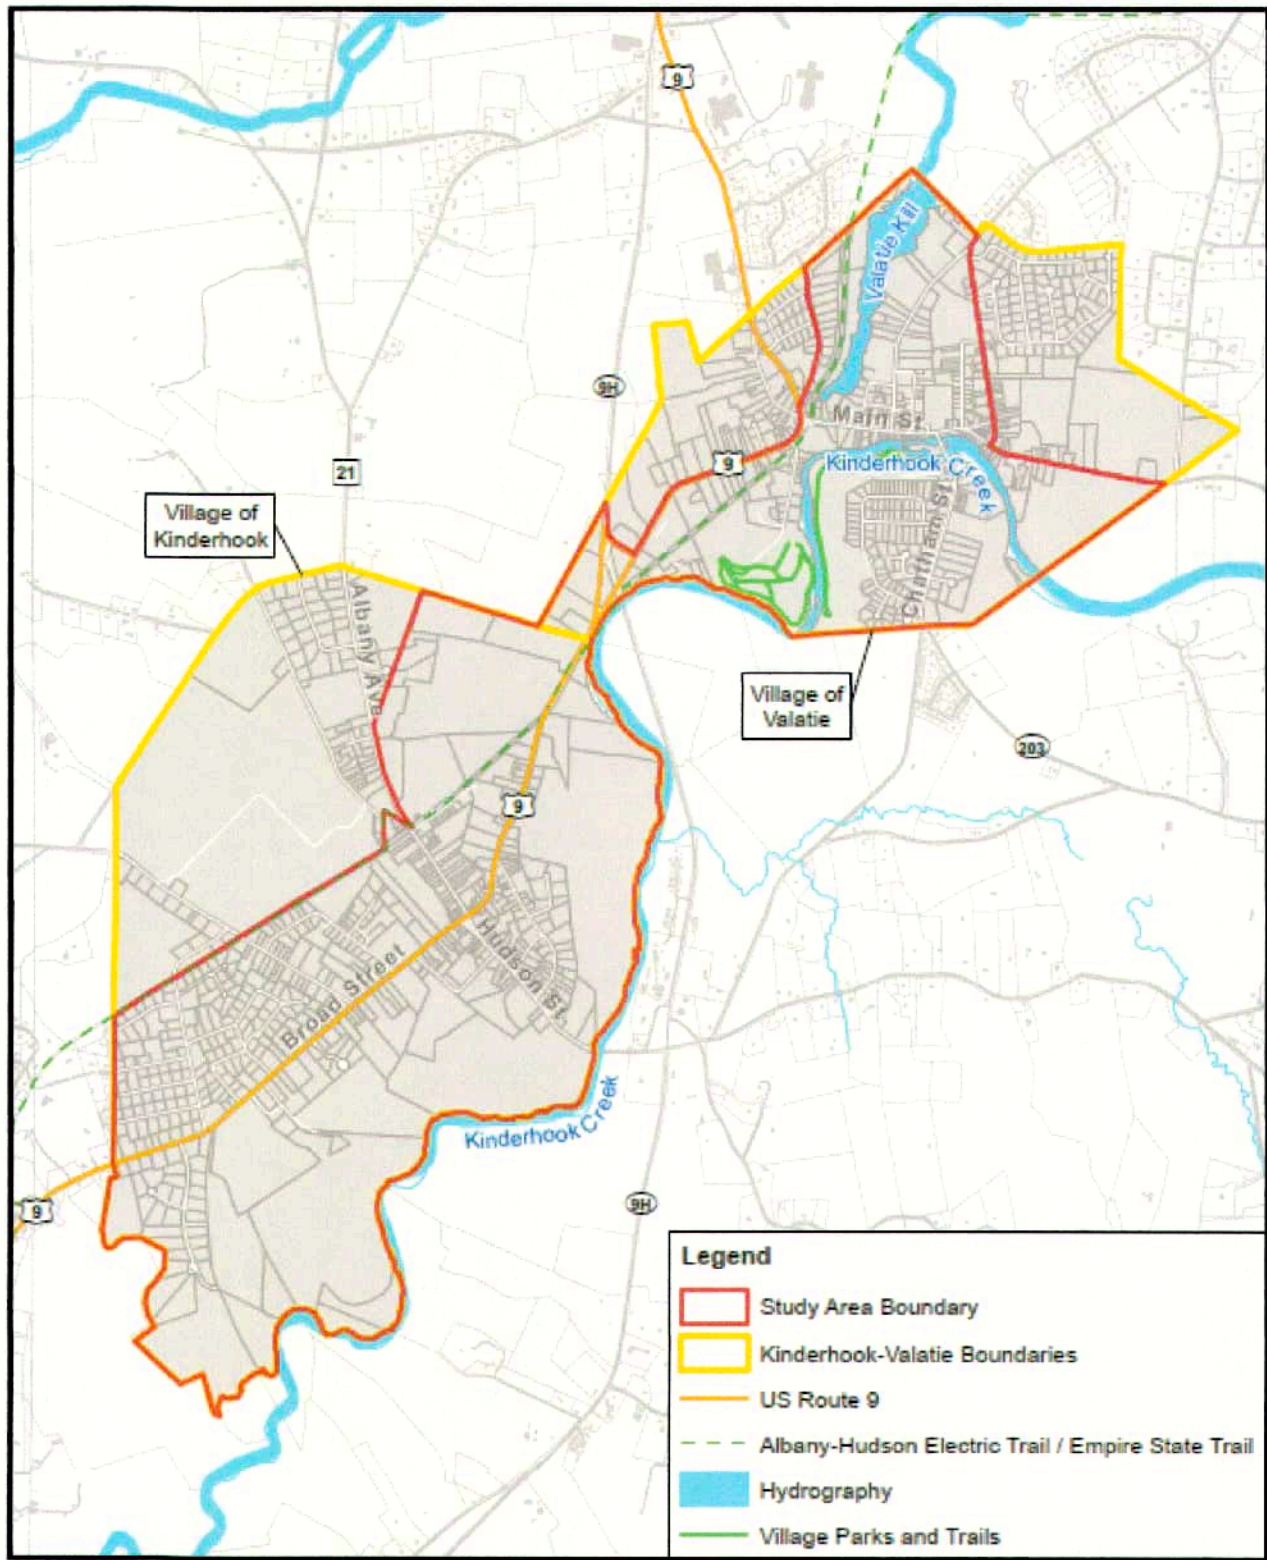 9
Valatie Kill
9H
Main St
9
Kinderhook Creek
21
Village of
Kinderhook
Chatham St
Albany Ave
Village of
Valatie
203
9
Hudson St
Broad Street
Kinderhook Creek
9
9H
Legend
Study Area Boundary
Kinderhook-Valatie Boundaries
US Route 9
Albany-Hudson Electric Trail / Empire State Trail
Hydrography
Village Parks and Trails